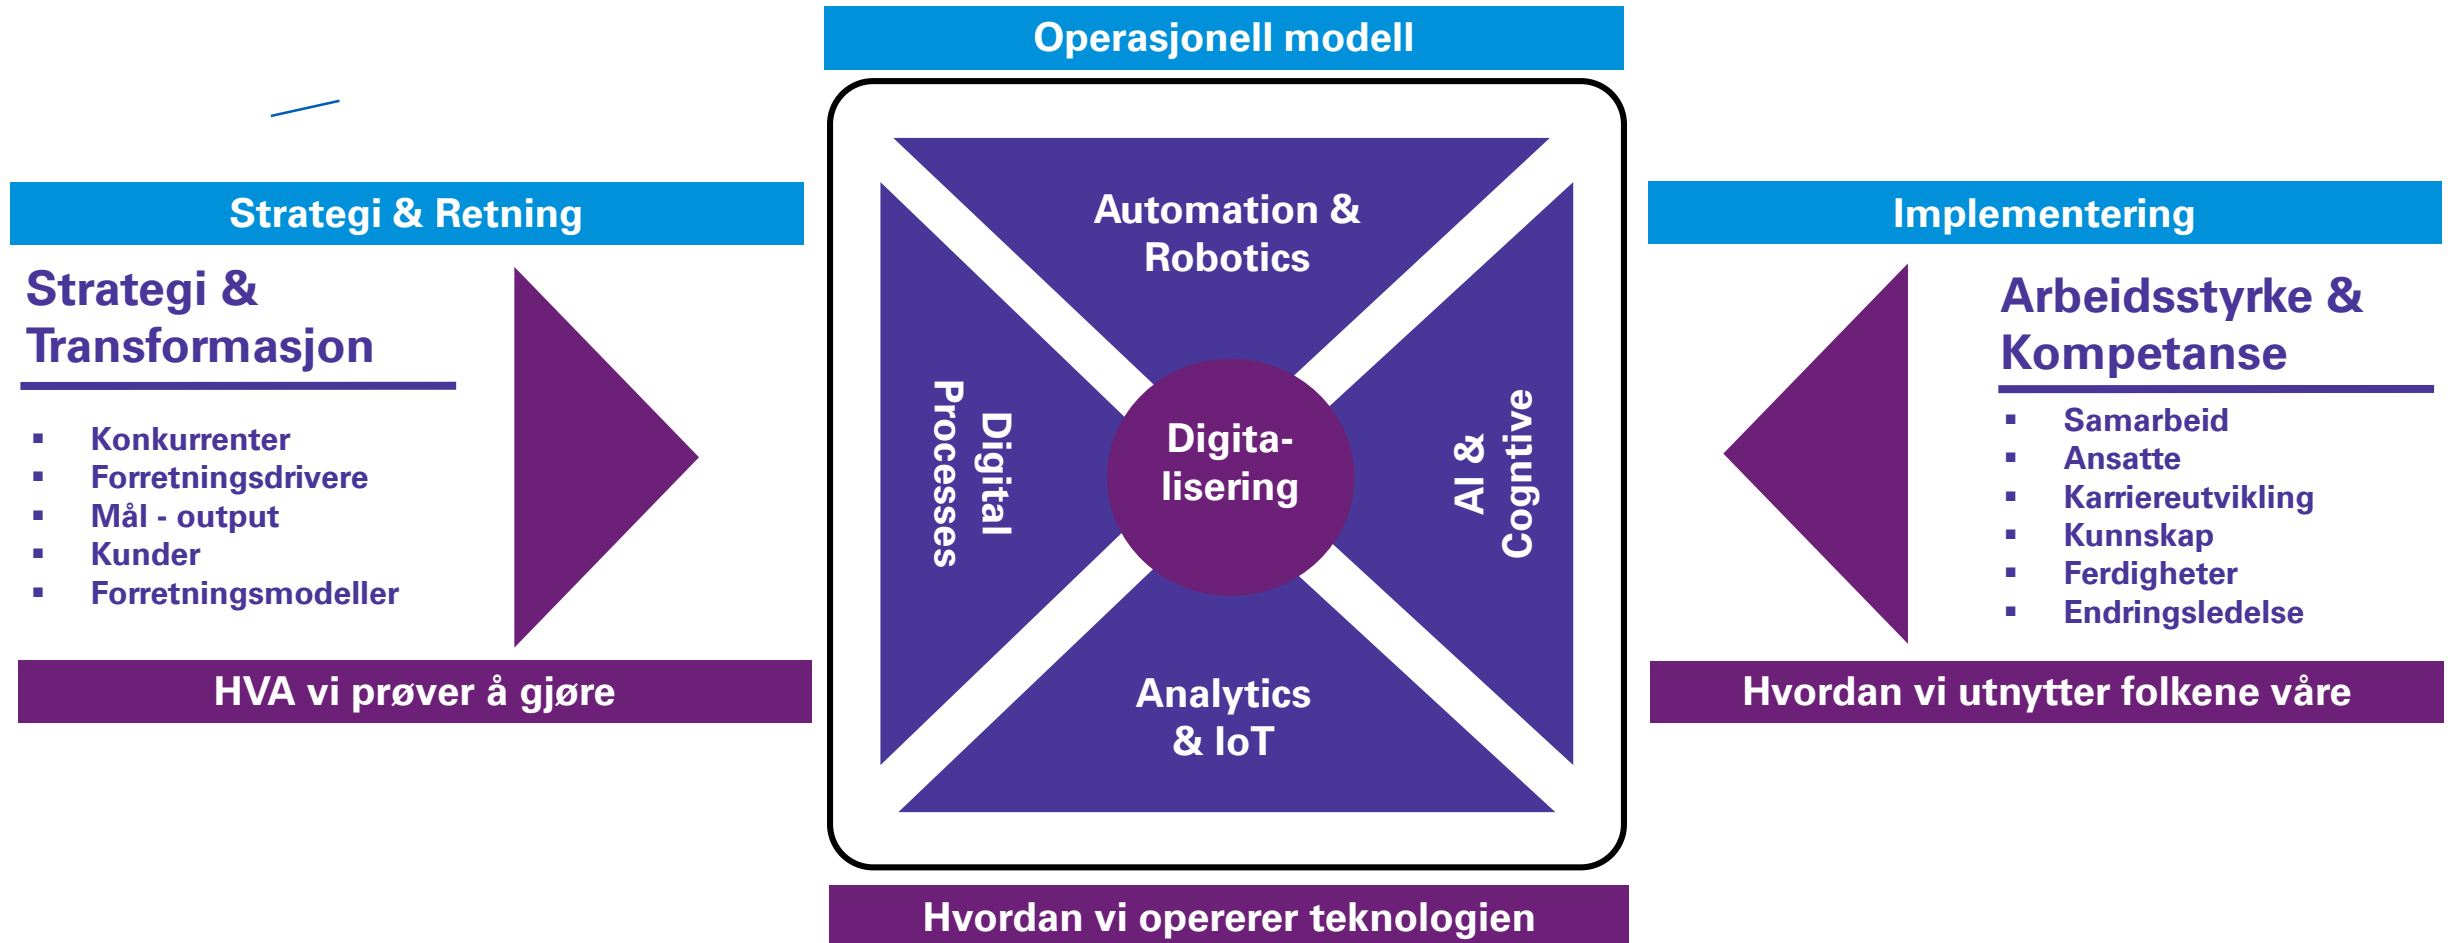 Operasjonell modell
Strategi & Retning
Strategi &
Transformasjon
▪ Konkurrenter
▪ Forretningsdrivere
▪ Mål - output
▪ Kunder
▪ Forretningsmodeller
HVA vi prøver å gjøre
Automation &
Robotics
Digital
Processes
Digita-
lisering
AI &
Cogntive
Analytics
& IoT
Hvordan vi opererer teknologien
Implementering
Arbeidsstyrke &
Kompetanse
▪ Samarbeid
▪ Ansatte
▪ Karriereutvikling
▪ Kunnskap
▪ Ferdigheter
▪ Endringsledelse
Hvordan vi utnytter folkene våre